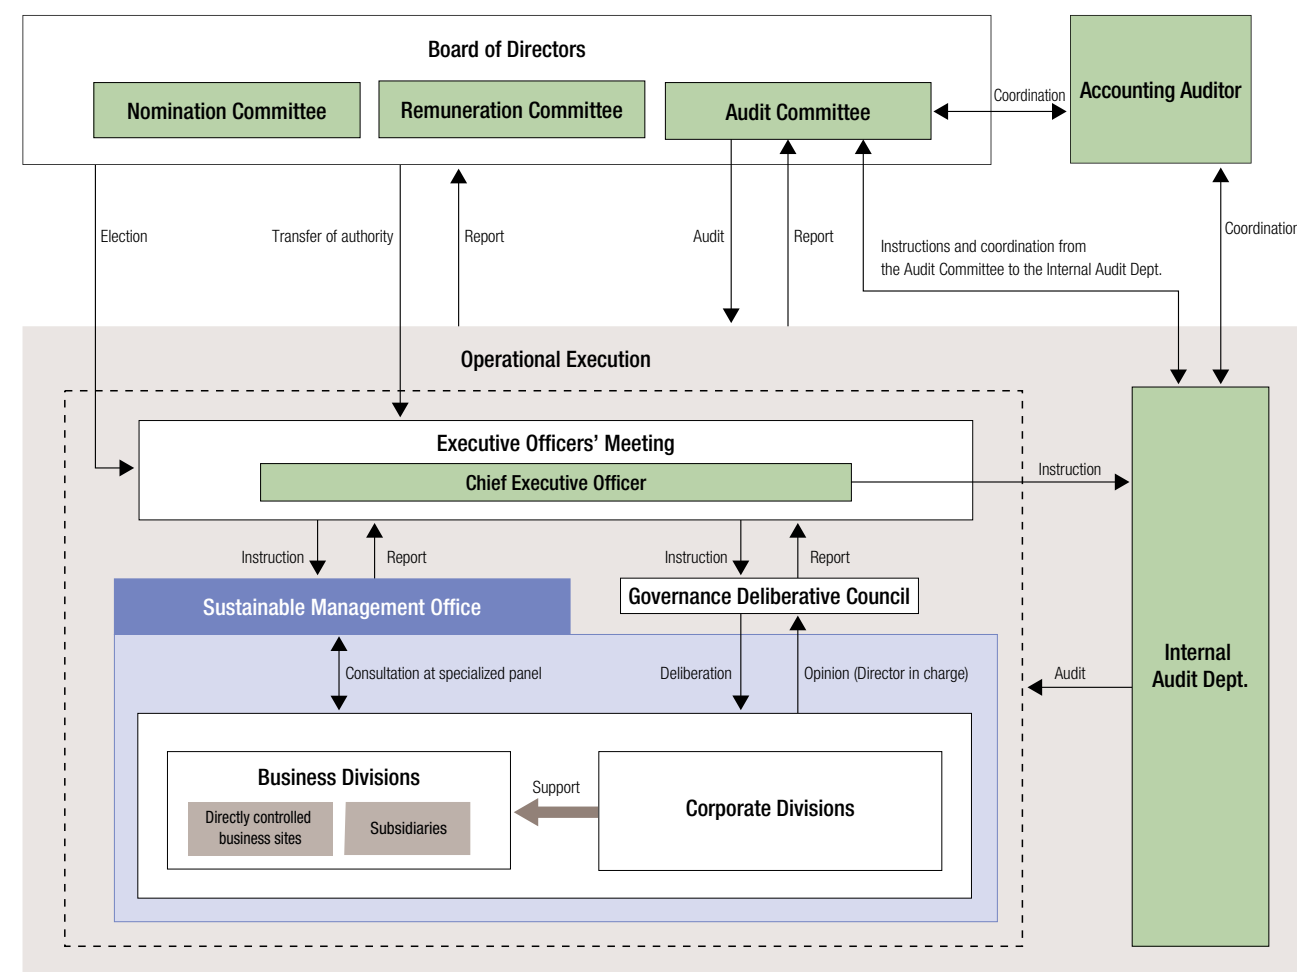 Board of Directors
Nomination Committee
Remuneration Committee
Audit Committee
Coordination
Accounting Auditor
Election
Transfer of authority
Report
Audit
Report
Instructions and coordination from
the Audit Committee to the Internal Audit Dept.
Coordination
Operational Execution
Executive Officers’ Meeting
Chief Executive Officer
Instruction
Instruction
Report
Instruction
Report
Sustainable Management Office
Governance Deliberative Council
Consultation at specialized panel
Deliberation
Opinion (Director in charge)
Audit
Internal
Audit Dept.
Business Divisions
Directly controlled
business sites
Subsidiaries
Support
Corporate Divisions